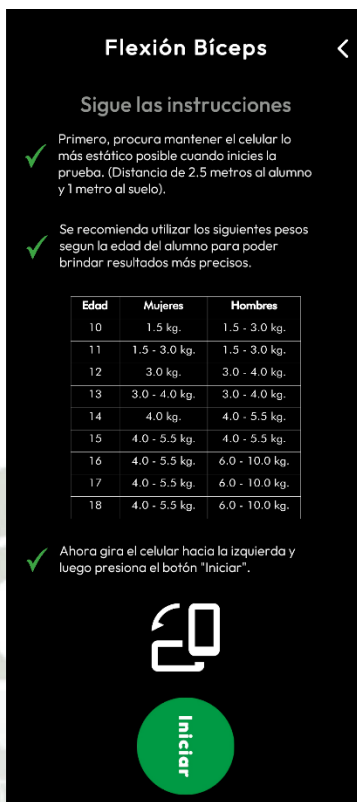 Flexión Bíceps
Sigue las instrucciones
Primero, procura mantener el celular lo
más estático posible cuando inicies la
prueba. (Distancia de 2.5 metros al alumno
y 1 metro al suelo).
Se recomienda utilizar los siguientes pesos
segun la edad del alumno para poder
brindar resultados más precisos.
Edad Mujeres Hombres
10 1.5 kg. 1.5 - 3.0 kg.
11 1.5 - 3.0 kg. 1.5 - 3.0 kg.
12 3.0 kg. 3.0 - 4.0 kg.
13 3.0 - 4.0 kg. 3.0 - 4.0 kg.
14 4.0 kg. 4.0 - 5.5 kg.
15 4.0 - 5.5 kg. 4.0 - 5.5 kg.
16 4.0 - 5.5 kg. 6.0 - 10.0 kg.
17 4.0 - 5.5 kg. 6.0 - 10.0 kg.
18 4.0 - 5.5 kg. 6.0 - 10.0 kg.
Ahora gira el celular hacia la izquierda y
luego presiona el botón "Iniciar".
Iniciar